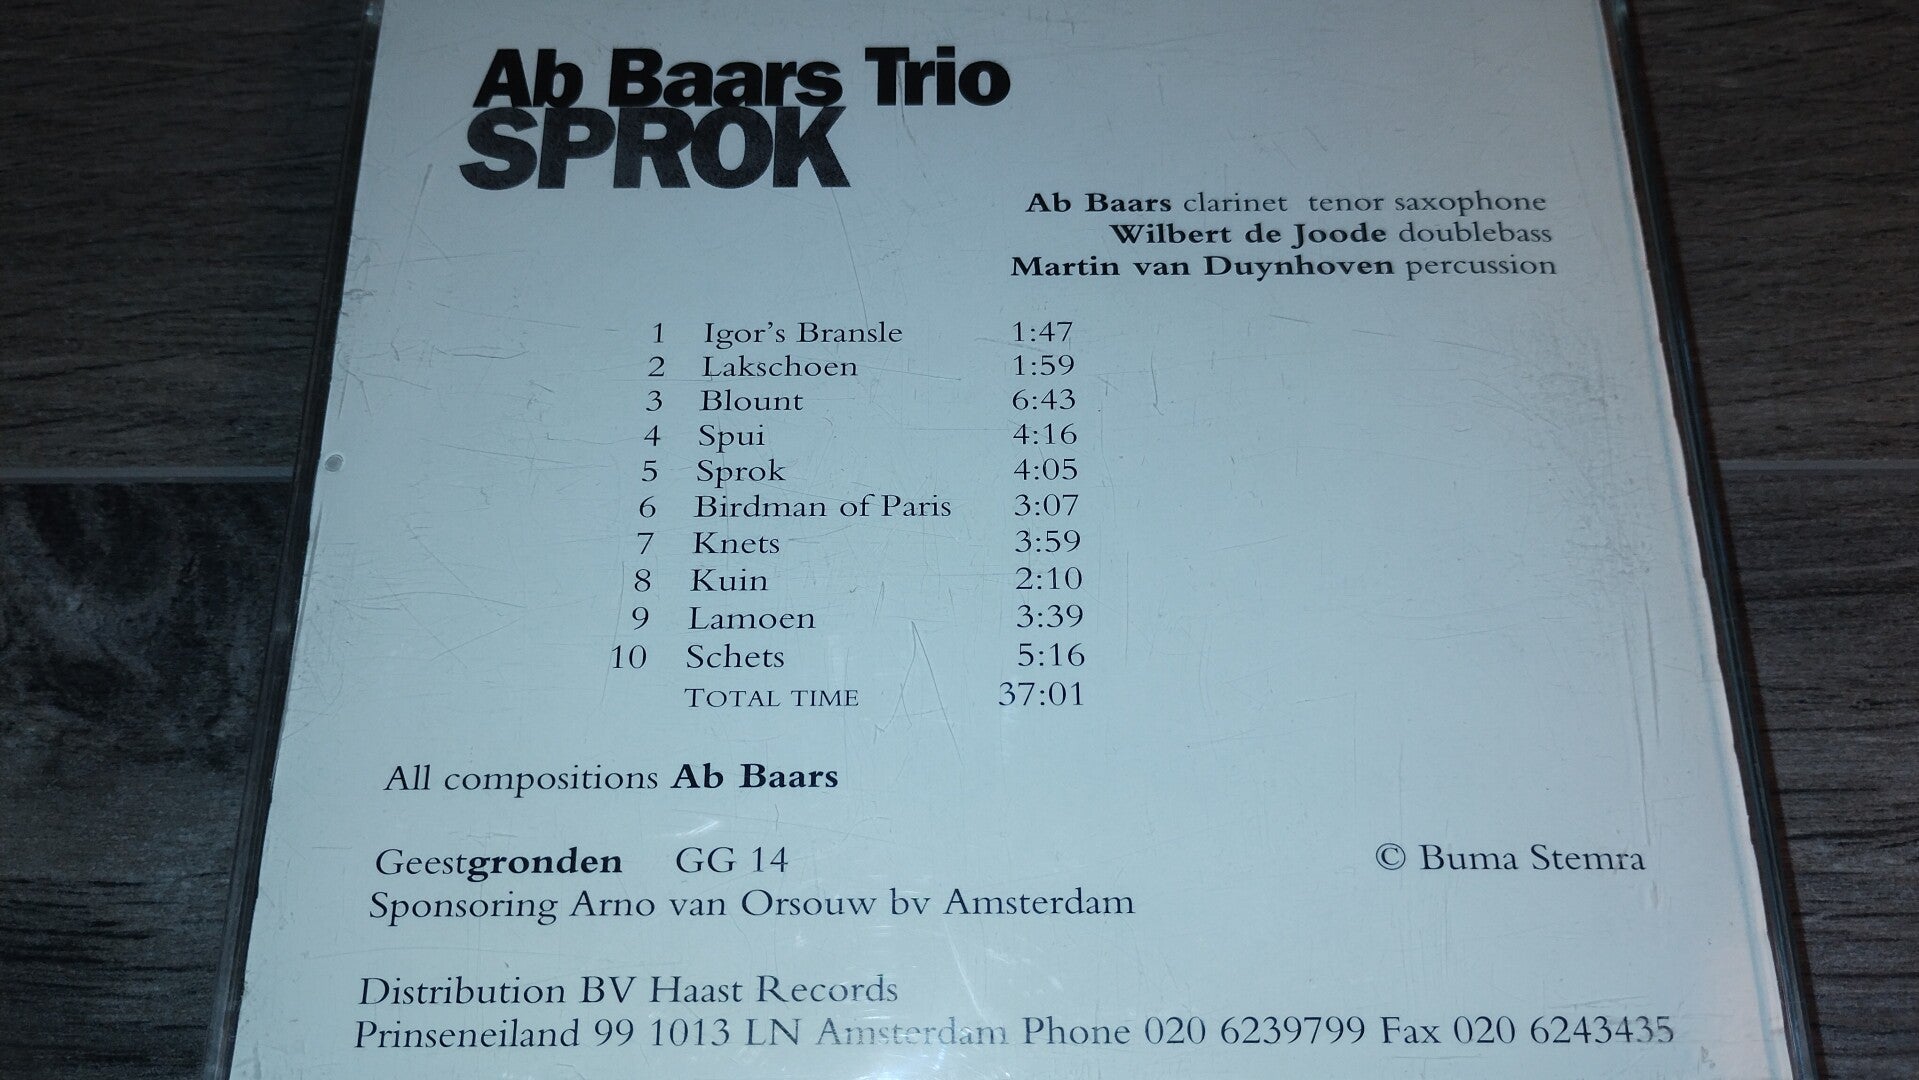 Ab Baars Trio
SPROK
Ab Baars clarinet tenor saxophone
Wilbert de Joode doublebass
Martin van Duynhoven percussion
1 Igor's Bransle 1:47
2 Lakschoen 1:59
3 Blount 6:43
4 Spui 4:16
5 Sprok 4:05
6 Birdman of Paris 3:07
7 Knets 3:59
8 Kuin 2:10
9 Lamoen 3:39
10 Schets 5:16
TOTAL TIME 37:01
All compositions Ab Baars
Geestgronden GG 14 © Buma Stemra
Sponsoring Arno van Orsouw bv Amsterdam
Distribution BV Haast Records
Prinseneiland 99 1013 LN Amsterdam Phone 020 6239799 Fax 020 6243435